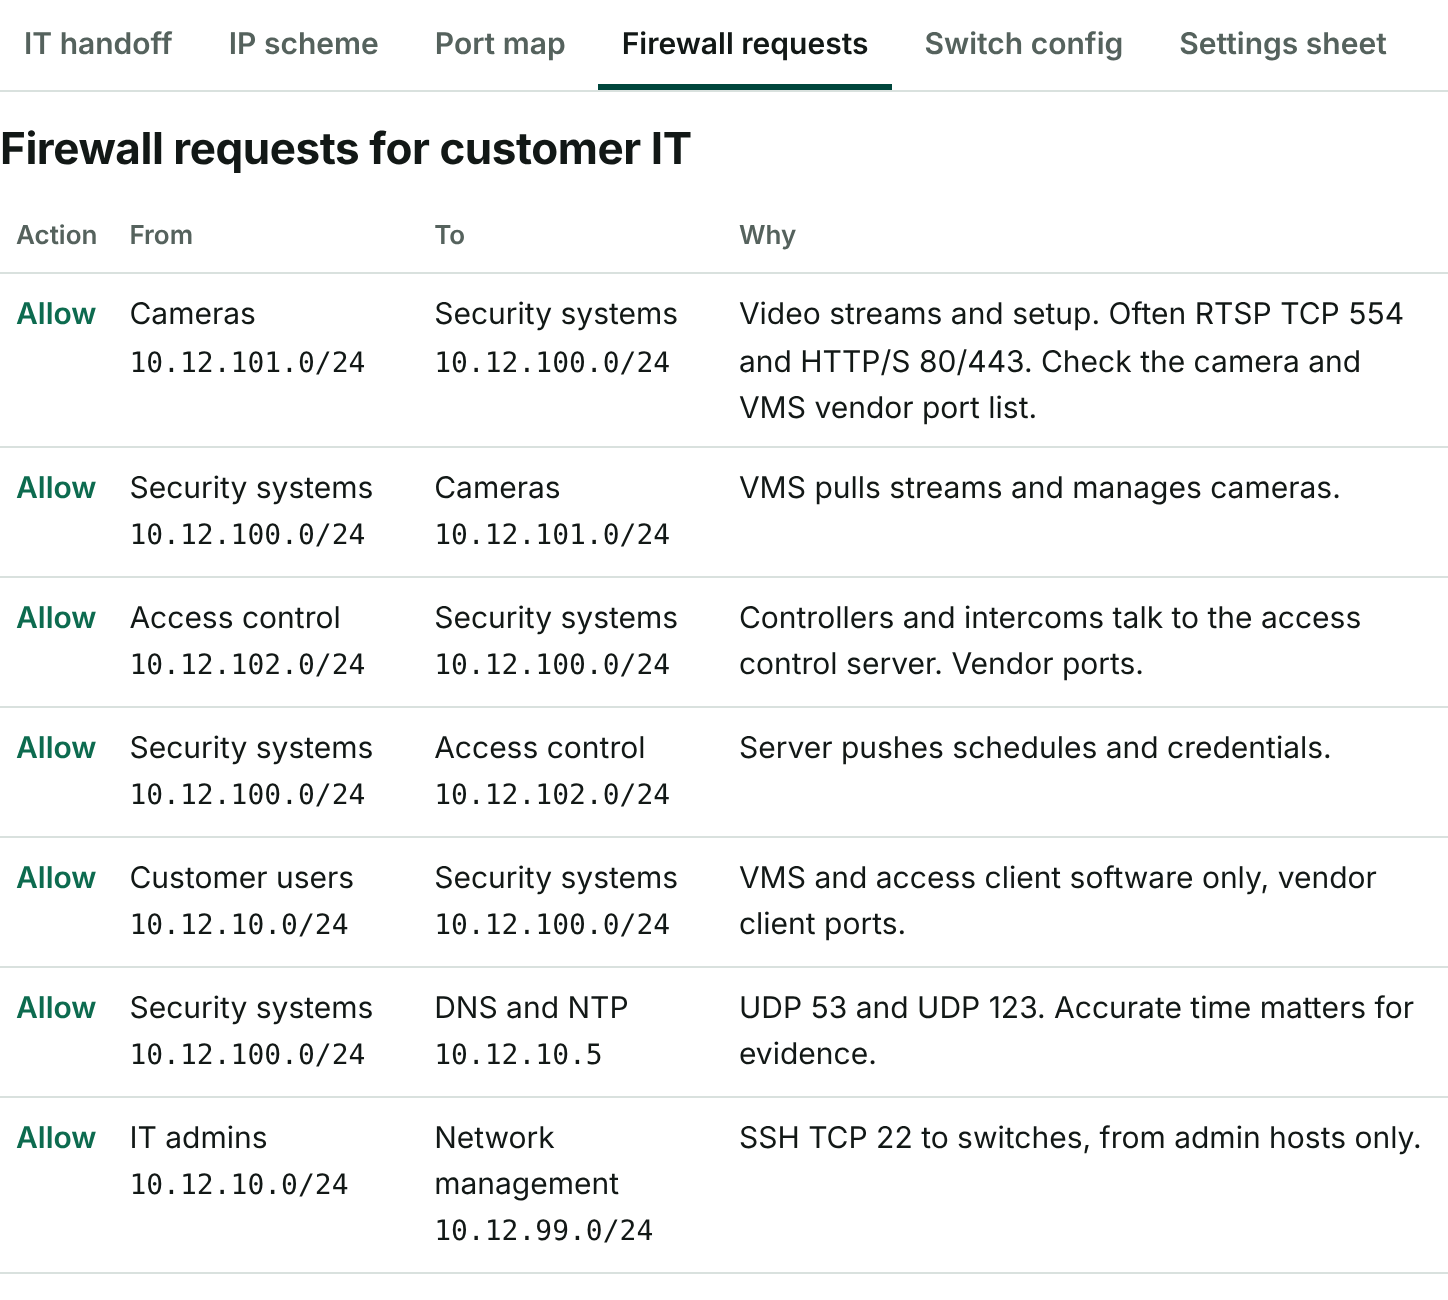 IT handoff IP scheme Port map Firewall requests Switch config Settings sheet
Firewall requests for customer IT
Action From To Why
Allow Cameras Security systems Video streams and setup. Often RTSP TCP 554
10.12.101.0/24 10.12.100.0/24 and HTTP/S 80/443. Check the camera and
VMS vendor port list.
Allow Security systems Cameras VMS pulls streams and manages cameras.
10.12.100.0/24 10.12.101.0/24
Allow Access control Security systems Controllers and intercoms talk to the access
10.12.102.0/24 10.12.100.0/24 control server. Vendor ports.
Allow Security systems Access control Server pushes schedules and credentials.
10.12.100.0/24 10.12.102.0/24
Allow Customer users Security systems VMS and access client software only, vendor
10.12.10.0/24 10.12.100.0/24 client ports.
Allow Security systems DNS and NTP UDP 53 and UDP 123. Accurate time matters for
10.12.100.0/24 10.12.10.5 evidence.
Allow IT admins Network SSH TCP 22 to switches, from admin hosts only.
10.12.10.0/24 management
10.12.99.0/24